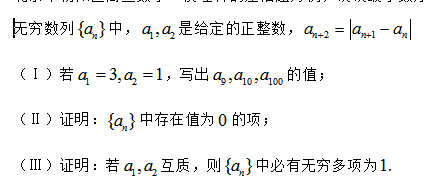 无穷数列{aₙ}中，a₁,a₂是给定的正整数，aₙ₊₂=|aₙ₊₁−aₙ|
（Ⅰ）若a₁=3,a₂=1，写出a₉,a₁₀,a₁₀₀的值；
（Ⅱ）证明：{aₙ}中存在值为0的项；
（Ⅲ）证明：若a₁,a₂互质，则{aₙ}中必有无穷多项为1.